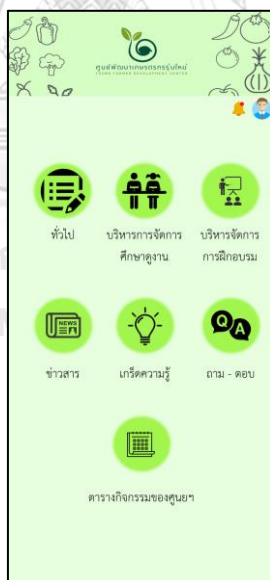 ศูนย์พัฒนาเกษตรกรรุ่นใหม่
YOUNG FARMER DEVELOPMENT CENTER
ทั่วไป
บริหารการจัดการ
ศึกษาดูงาน
บริหารจัดการ
การฝึกอบรม
NEWS
Q A
ข่าวสาร
เกร็ดความรู้
ถาม - ตอบ
ตารางกิจกรรมของศูนยฯ